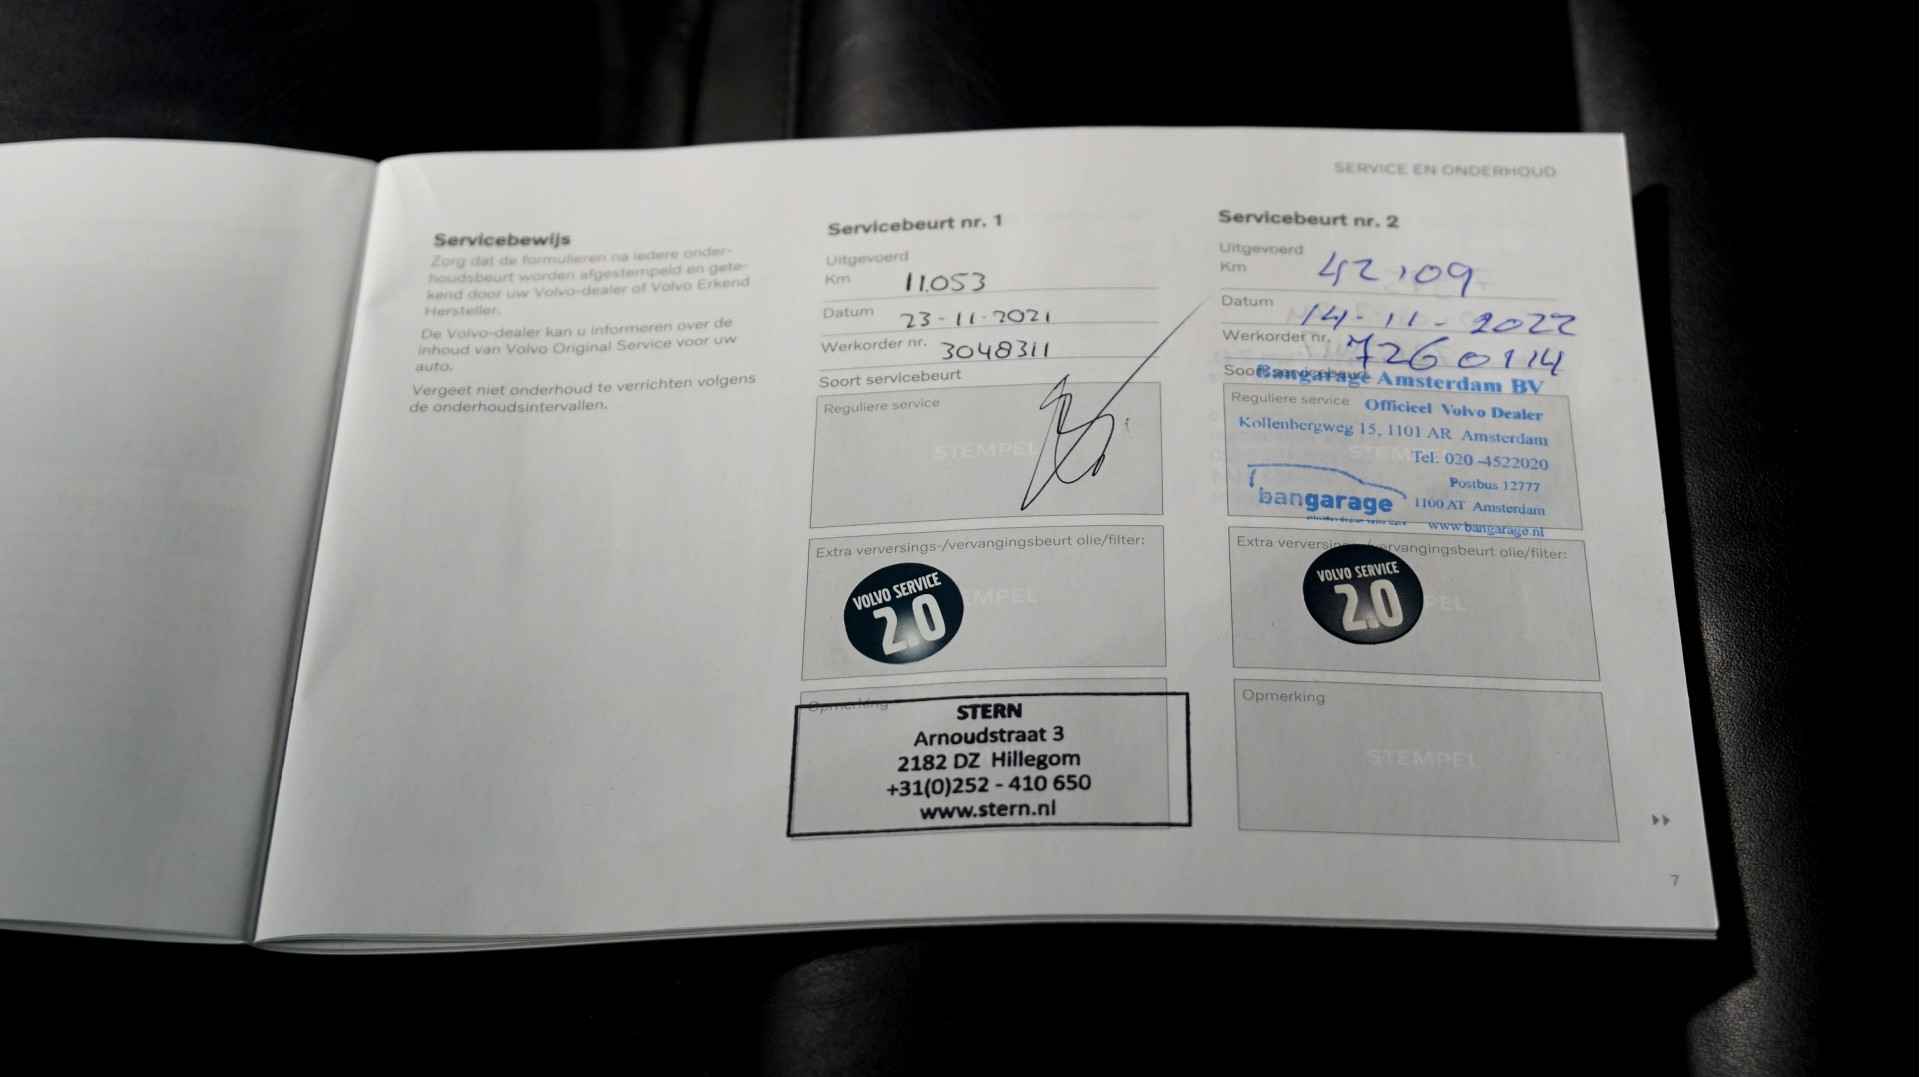 SERVICE EN ONDERHOUD
Servicebewijs
Zorg dat de formulieren na iedere onder-
houdsbeurt worden afgestempeld en gete-
kend door uw Volvo-dealer of Volvo Erkend
Hersteller.
De Volvo-dealer kan u informeren over de
inhoud van Volvo Original Service voor uw
auto.
Vergeet niet onderhoud te verrichten volgens
de onderhoudsintervallen.
Servicebeurt nr. 1
Uitgevoerd
Km 11.053
Datum 23-11-2021
Werkorder nr. 3048311
Soort servicebeurt
Reguliere service
STEMPEL
Extra verversings-/vervangingsbeurt olie/filter:
VOLVO SERVICE
2.0
Opmerking
STERN
Arnoudstraat 3
2182 DZ Hillegom
+31(0)252 - 410 650
www.stern.nl
Servicebeurt nr. 2
Uitgevoerd
Km
Datum 14-11-2022
Werkorder nr. 7260114
Bangarage Amsterdam BV
Reguliere service
Officieel Volvo Dealer
Kollenbergweg 15, 1101 AR Amsterdam
Tel: 020 -4522020
Postbus 12777
bangarage 1100 AT Amsterdam
www.bangarage.nl
Extra verversings-/vervangingsbeurt olie/filter:
VOLVO SERVICE
2.0
Opmerking
STEMPEL
7